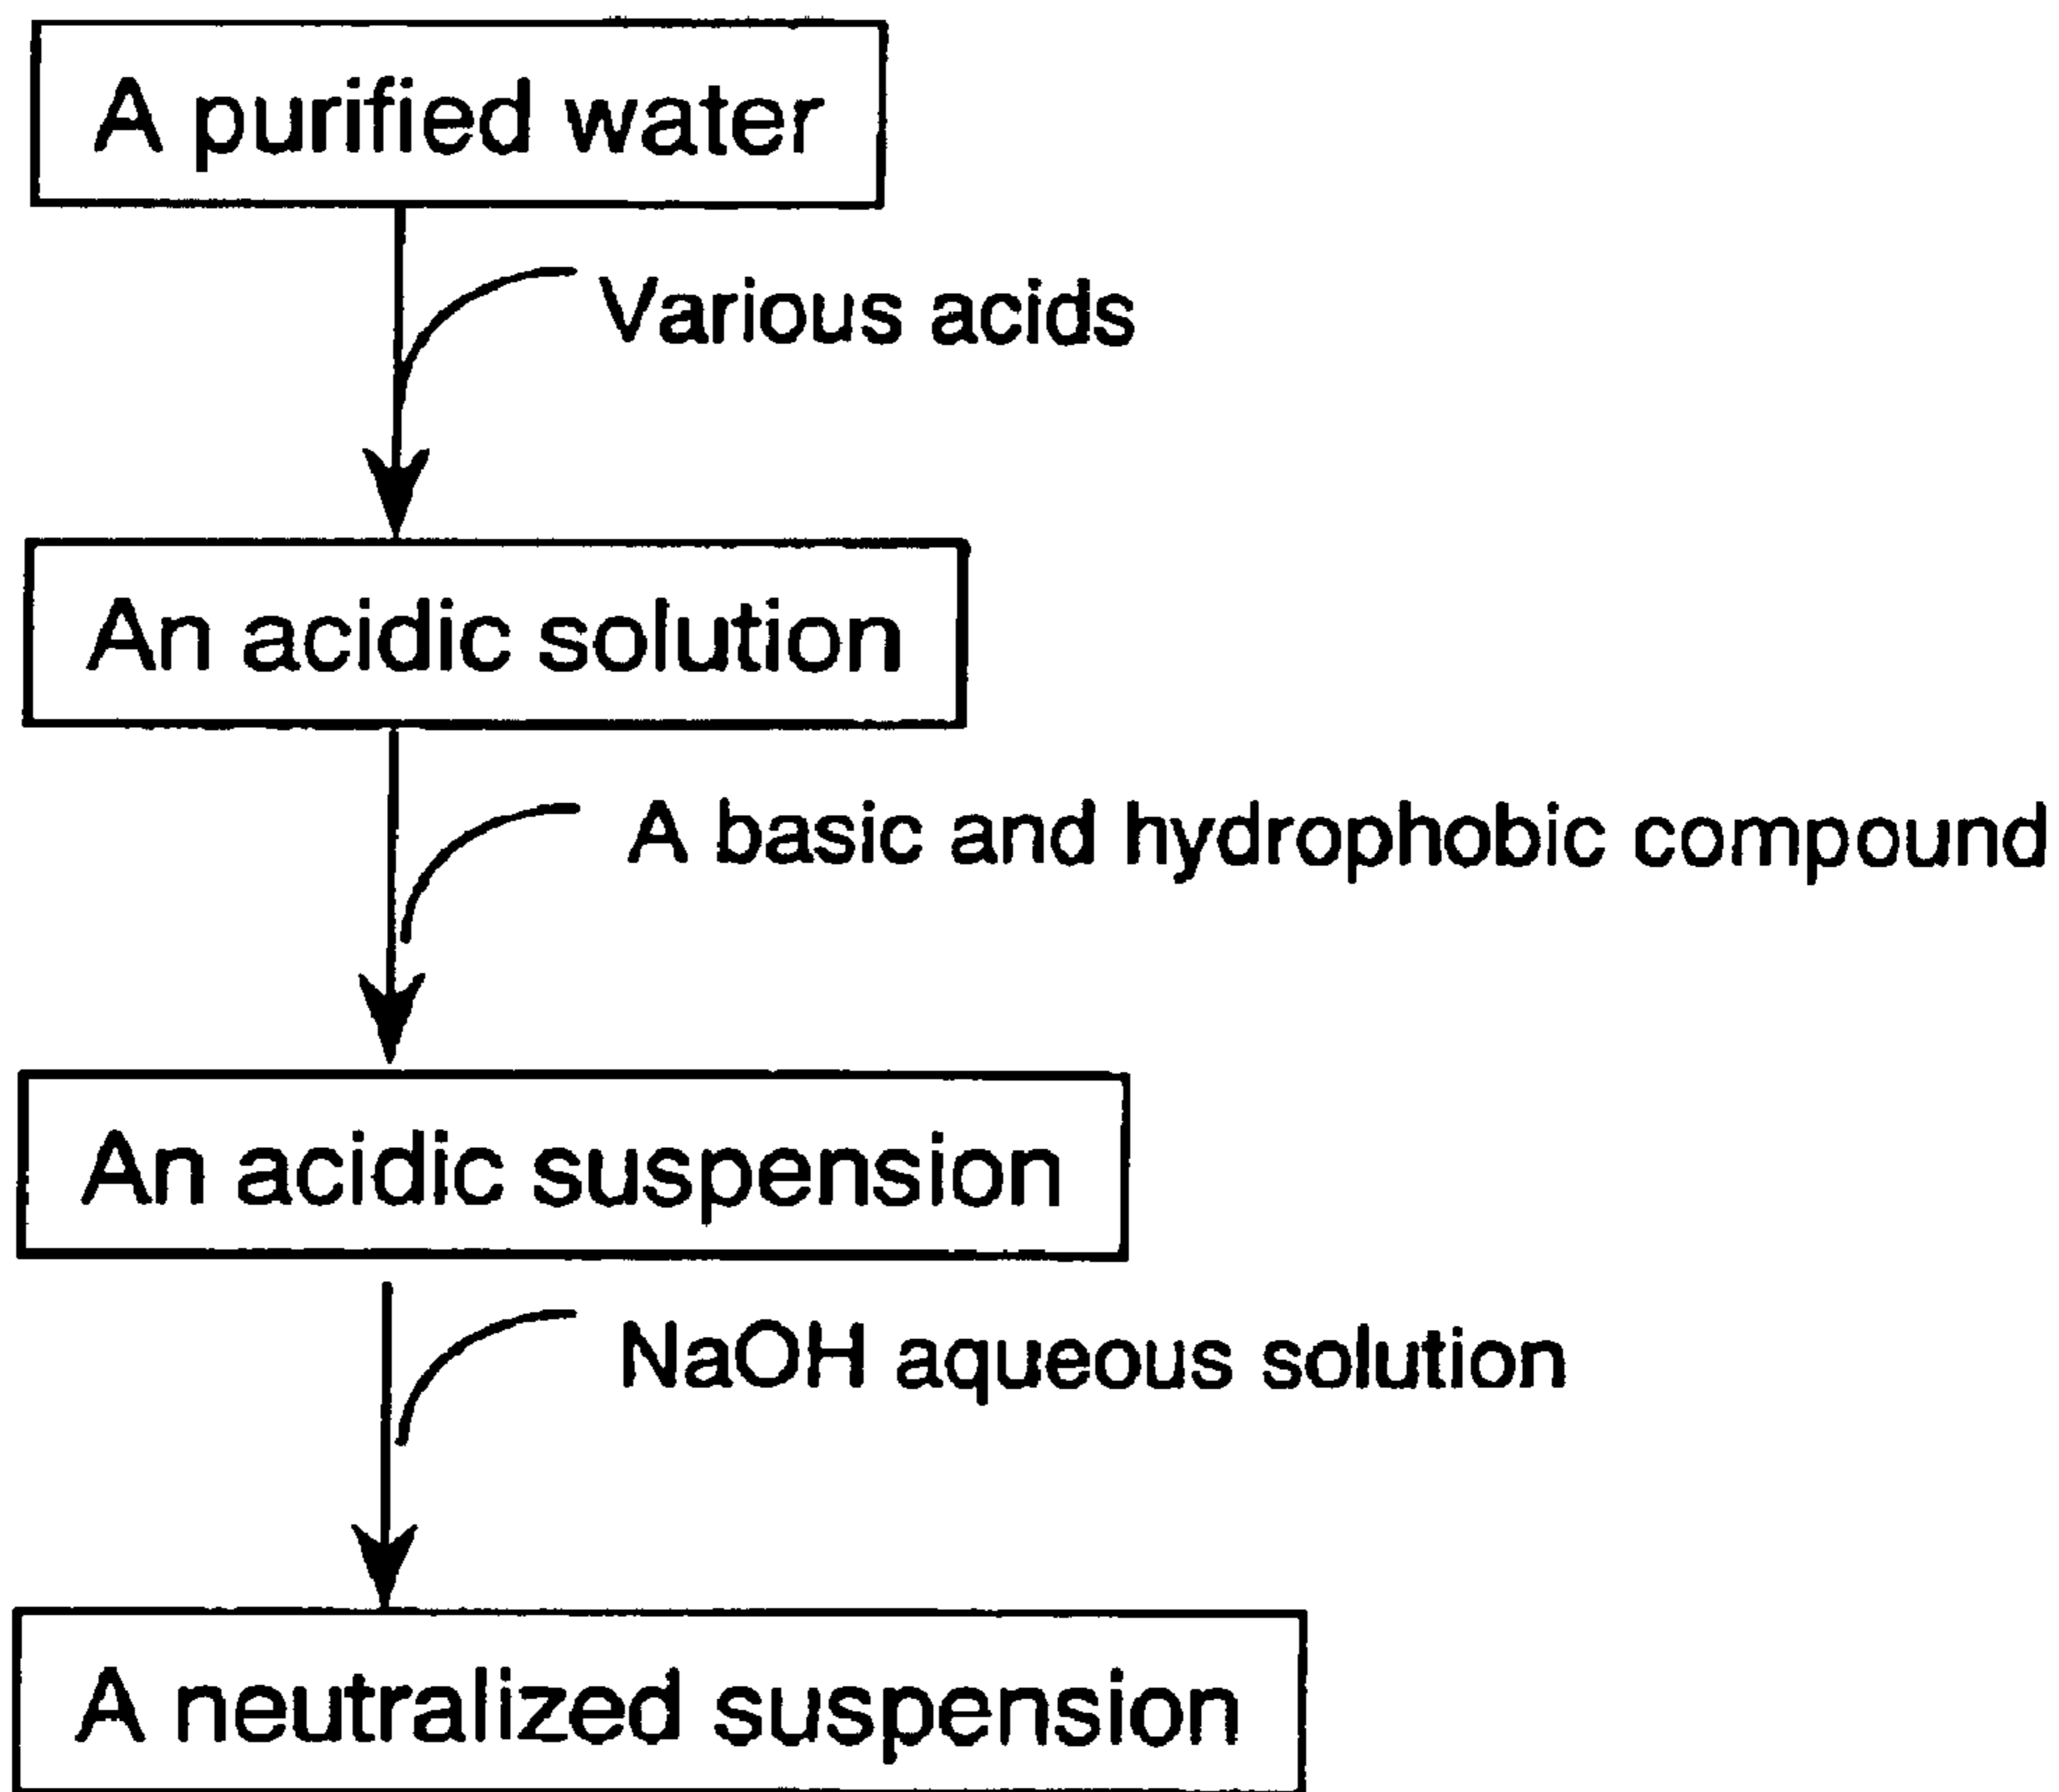 A purified water
Various acids
An acidic solution
A basic and hydrophobic compound
An acidic suspension
NaOH aqueous solution
A neutralized suspension